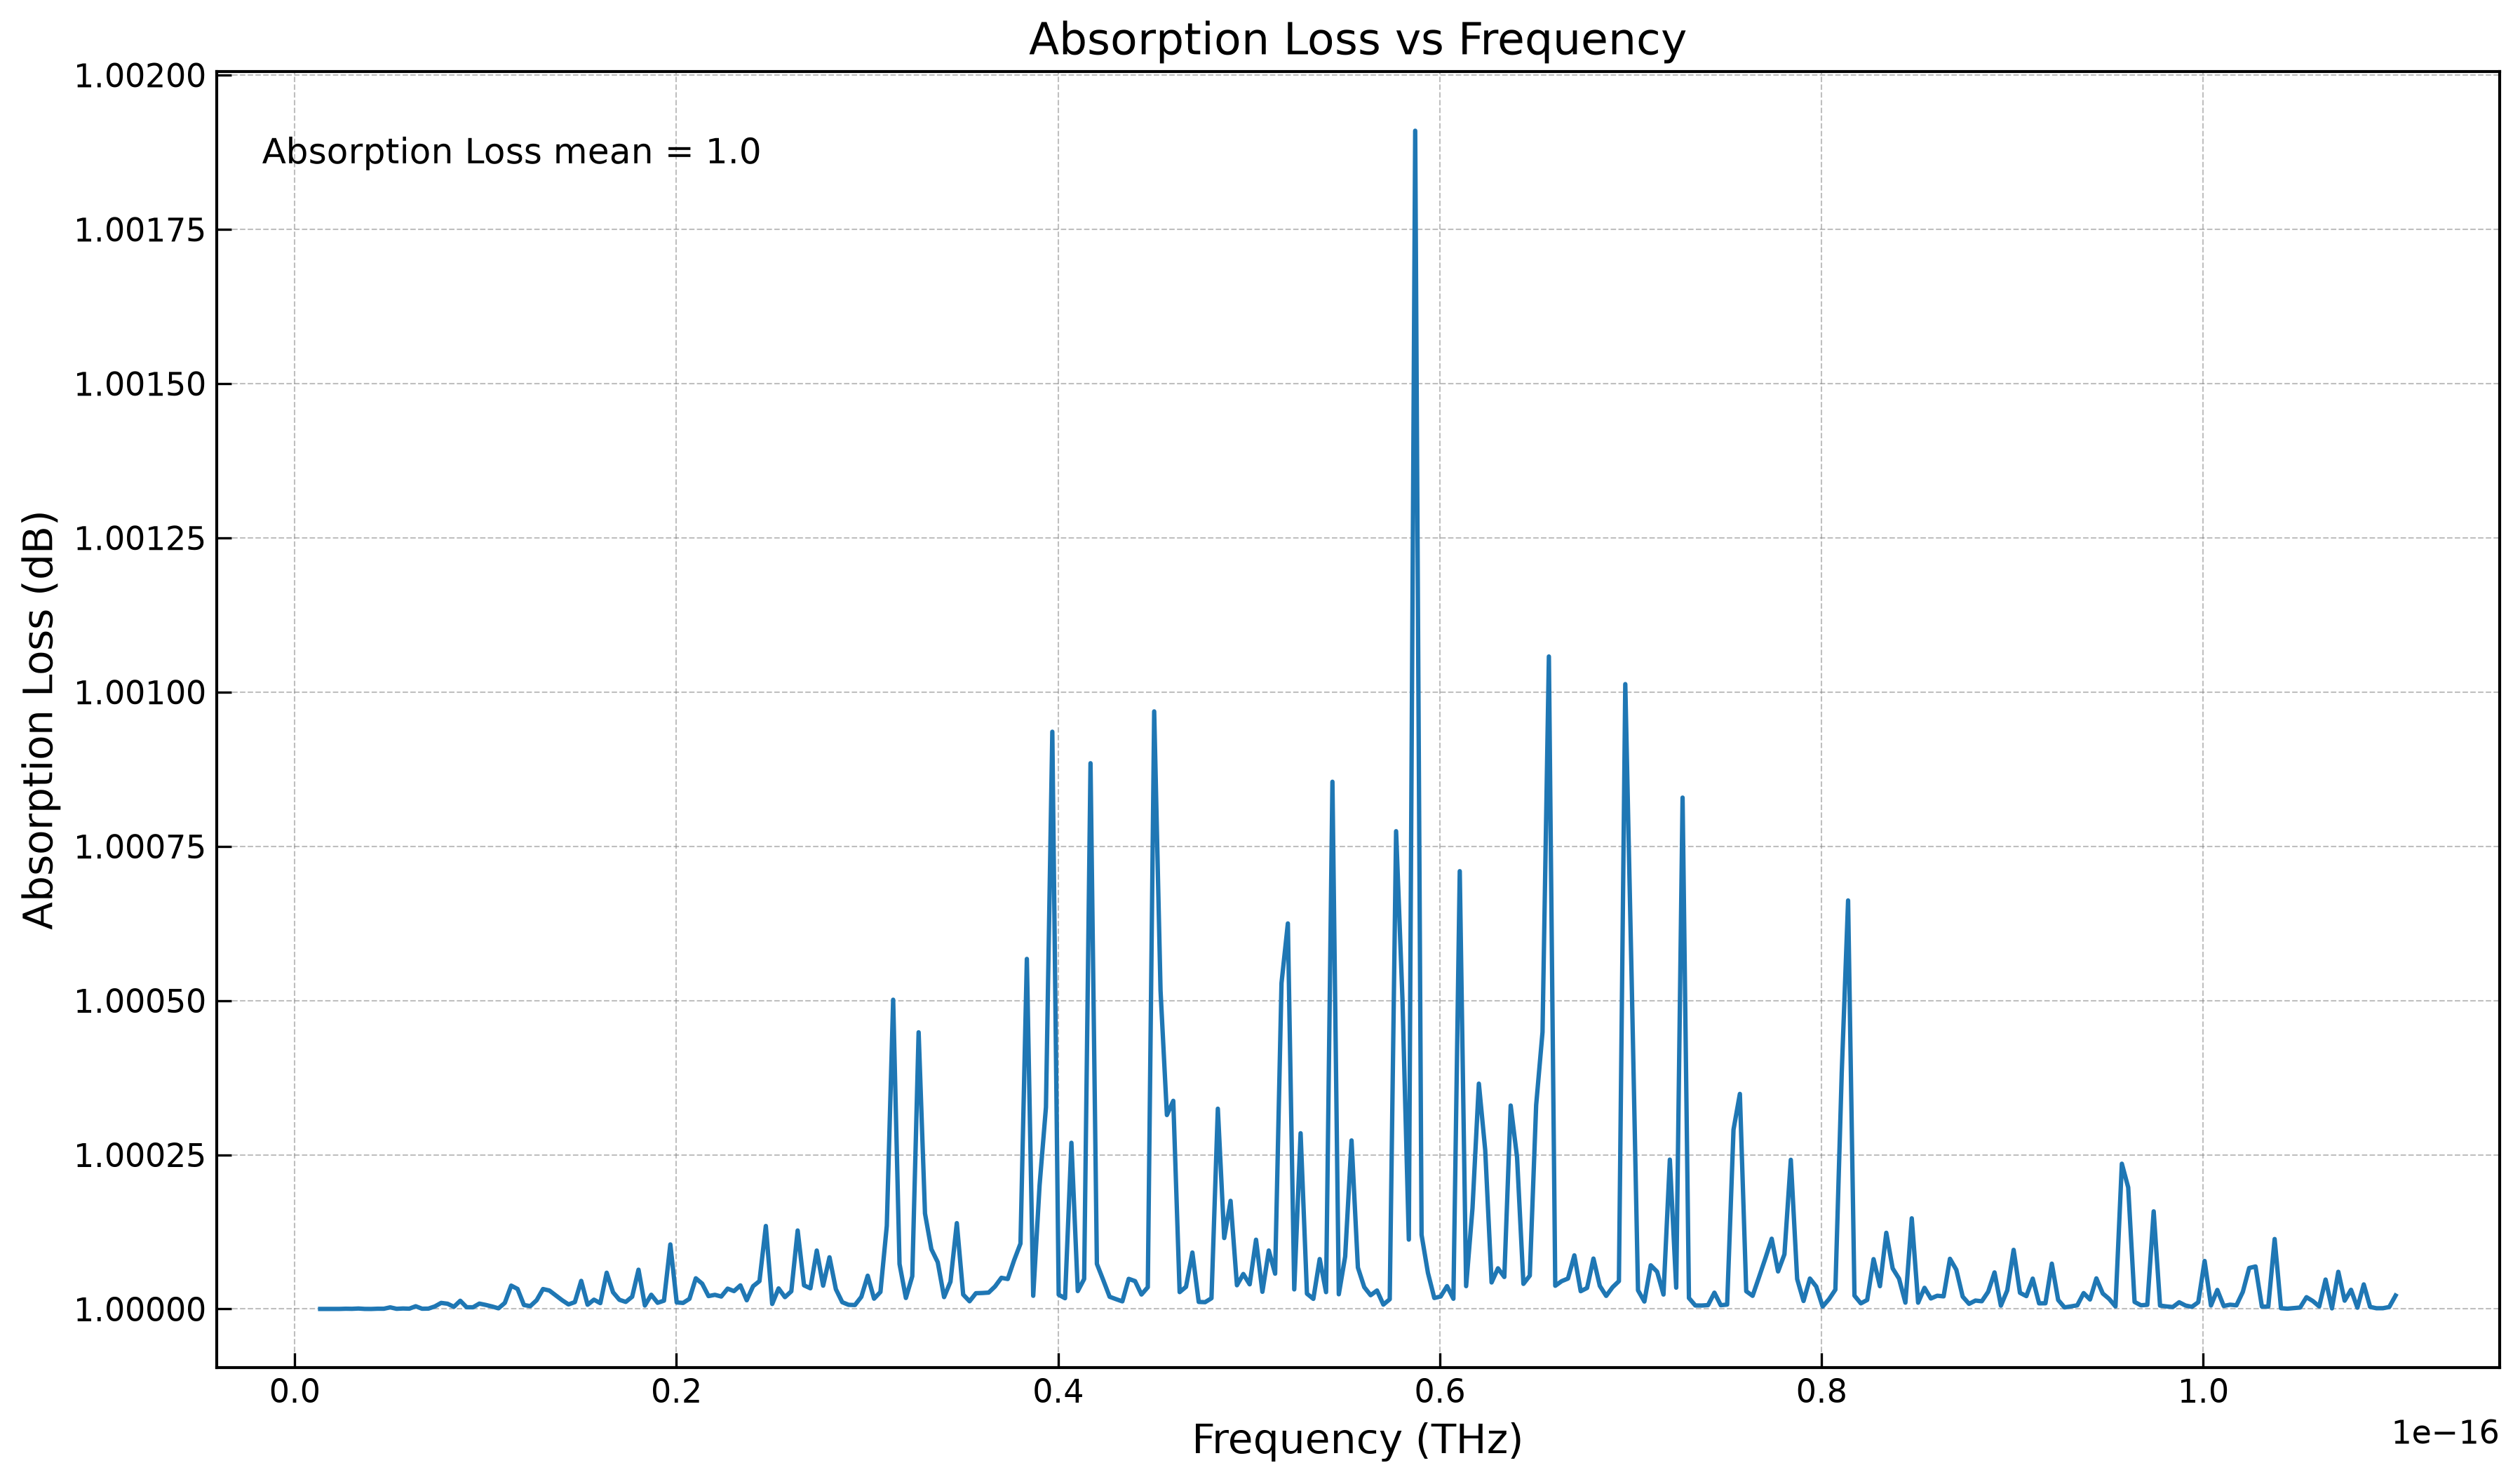 Absorption Loss vs Frequency
1.00200
Absorption Loss mean = 1.0
1.00175
1.00150
1.00125
1.00100
1.00075
1.00050
1.00025
1.00000
Absorption Loss (dB)
0.0 0.2 0.4 0.6 0.8 1.0
1e−16
Frequency (THz)